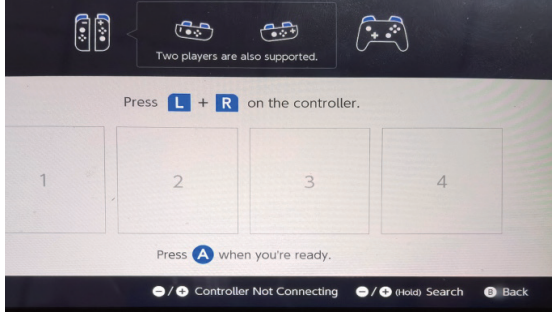 Two players are also supported.
Press L + R on the controller.
1 2 3 4
Press A when you're ready.
-/+ Controller Not Connecting -/+ (Hold) Search B Back